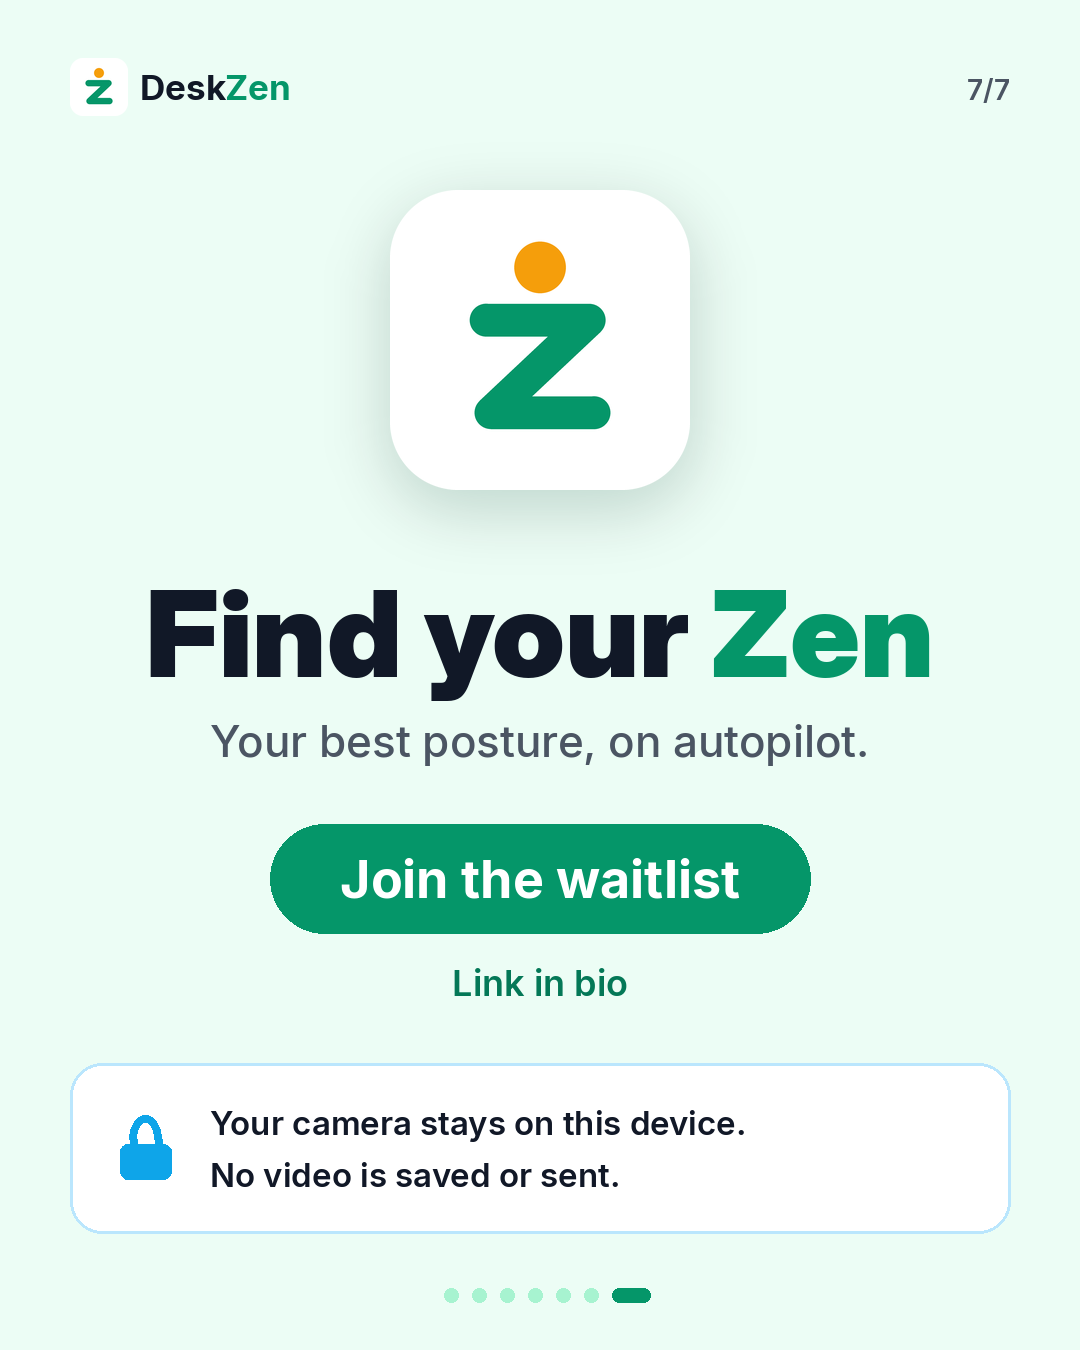 DeskZen
7/7
Find your Zen
Your best posture, on autopilot.
Join the waitlist
Link in bio
Your camera stays on this device.
No video is saved or sent.